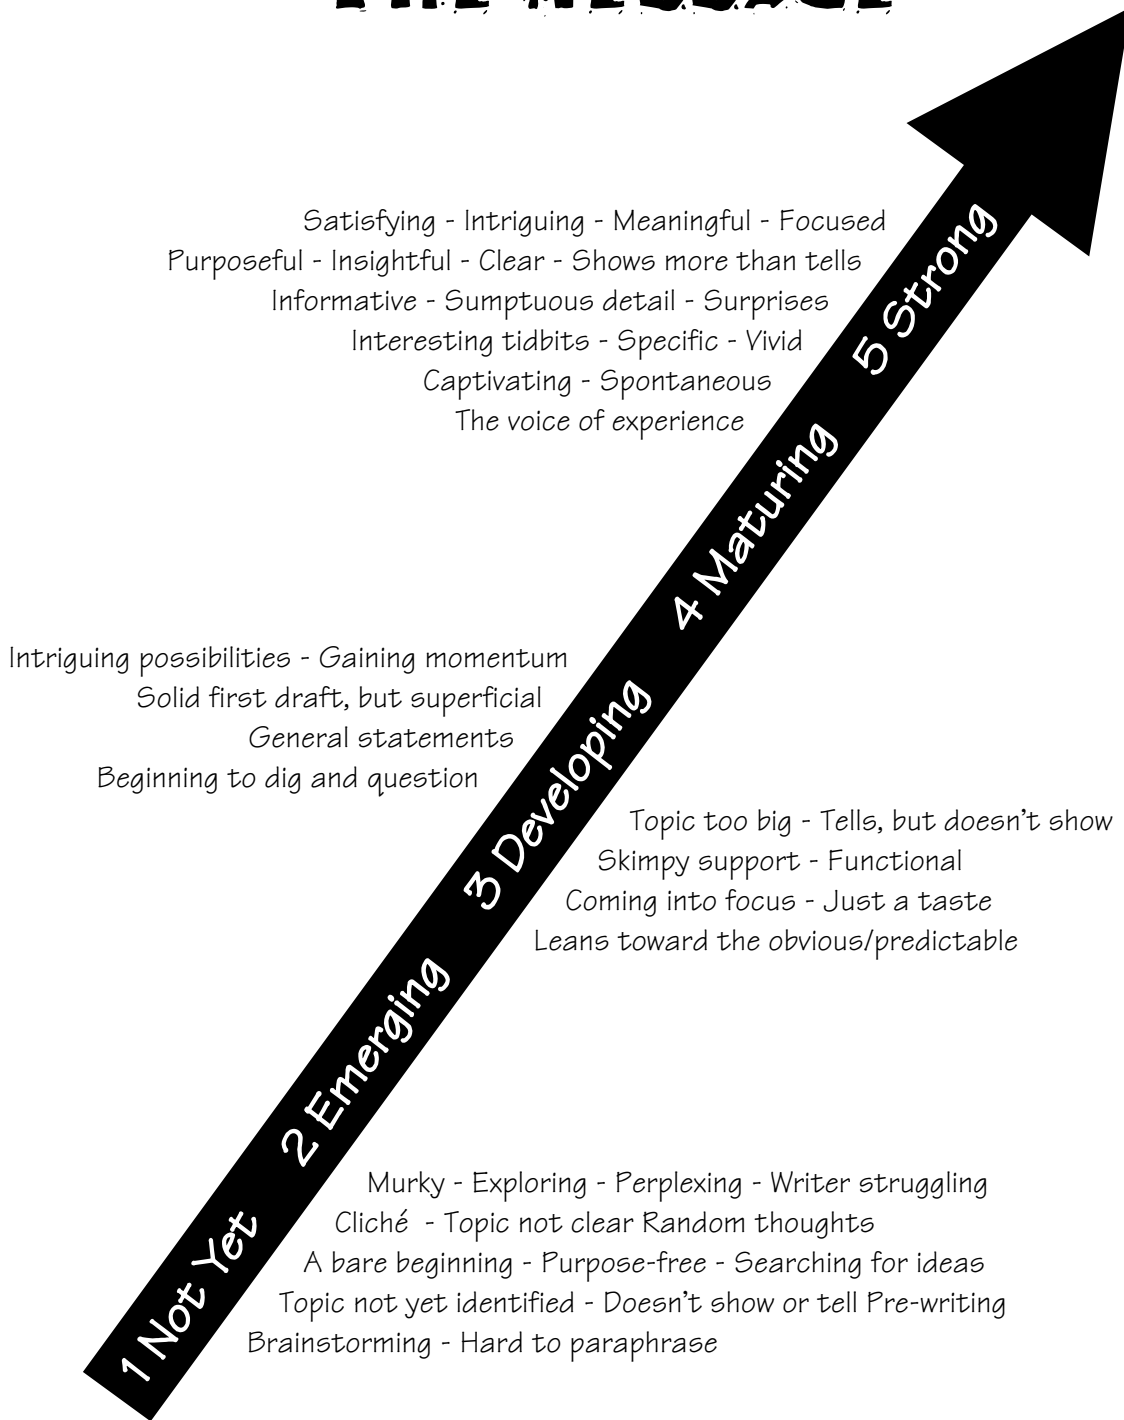 THE MESSAGE
Satisfying - Intriguing - Meaningful - Focused
Purposeful - Insightful - Clear - Shows more than tells
Informative - Sumptuous detail - Surprises
Interesting tidbits - Specific - Vivid
Captivating - Spontaneous
The voice of experience
5 Strong
4 Maturing
Intriguing possibilities - Gaining momentum
Solid first draft, but superficial
General statements
Beginning to dig and question
3 Developing
Topic too big - Tells, but doesn't show
Skimpy support - Functional
Coming into focus - Just a taste
Leans toward the obvious/predictable
2 Emerging
Murky - Exploring - Perplexing - Writer struggling
Cliché - Topic not clear Random thoughts
A bare beginning - Purpose-free - Searching for ideas
Topic not yet identified - Doesn't show or tell Pre-writing
Brainstorming - Hard to paraphrase
1 Not Yet